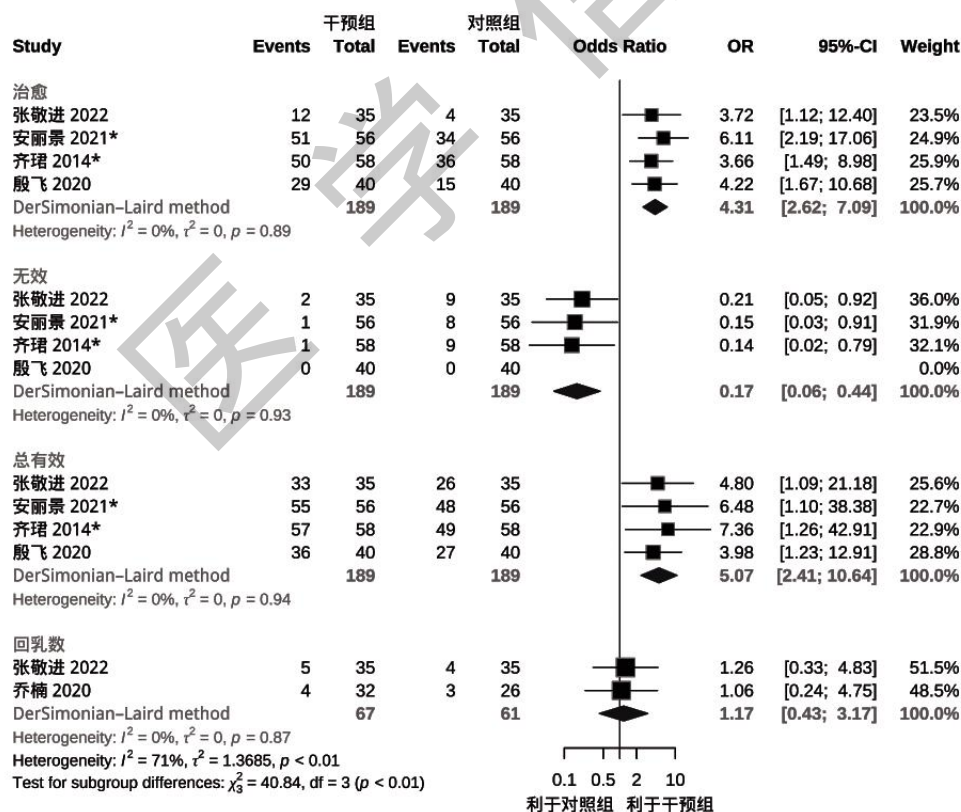 干预组 对照组
Study Events Total Events Total Odds Ratio OR 95%-CI Weight
治愈
张敬进 2022 12 35 4 35 3.72 [1.12; 12.40] 23.5%
安丽景 2021* 51 56 34 56 6.11 [2.19; 17.06] 24.9%
齐珺 2014* 50 58 36 58 3.66 [1.49; 8.98] 25.9%
殷飞 2020 29 40 15 40 4.22 [1.67; 10.68] 25.7%
DerSimonian–Laird method 189 189 4.31 [2.62; 7.09] 100.0%
Heterogeneity: I² = 0%, τ² = 0, p = 0.89
无效
张敬进 2022 2 35 9 35 0.21 [0.05; 0.92] 36.0%
安丽景 2021* 1 56 8 56 0.15 [0.03; 0.91] 31.9%
齐珺 2014* 1 58 9 58 0.14 [0.02; 0.79] 32.1%
殷飞 2020 0 40 0 40 0.0%
DerSimonian–Laird method 189 189 0.17 [0.06; 0.44] 100.0%
Heterogeneity: I² = 0%, τ² = 0, p = 0.93
总有效
张敬进 2022 33 35 26 35 4.80 [1.09; 21.18] 25.6%
安丽景 2021* 55 56 48 56 6.48 [1.10; 38.38] 22.7%
齐珺 2014* 57 58 49 58 7.36 [1.26; 42.91] 22.9%
殷飞 2020 36 40 27 40 3.98 [1.23; 12.91] 28.8%
DerSimonian–Laird method 189 189 5.07 [2.41; 10.64] 100.0%
Heterogeneity: I² = 0%, τ² = 0, p = 0.94
回乳数
张敬进 2022 5 35 4 35 1.26 [0.33; 4.83] 51.5%
乔楠 2020 4 32 3 26 1.06 [0.24; 4.75] 48.5%
DerSimonian–Laird method 67 61 1.17 [0.43; 3.17] 100.0%
Heterogeneity: I² = 0%, τ² = 0, p = 0.87
Heterogeneity: I² = 71%, τ² = 1.3685, p < 0.01
Test for subgroup differences: χ²₃ = 40.84, df = 3 (p < 0.01)
0.1 0.5 2 10
利于对照组 利于干预组
医学